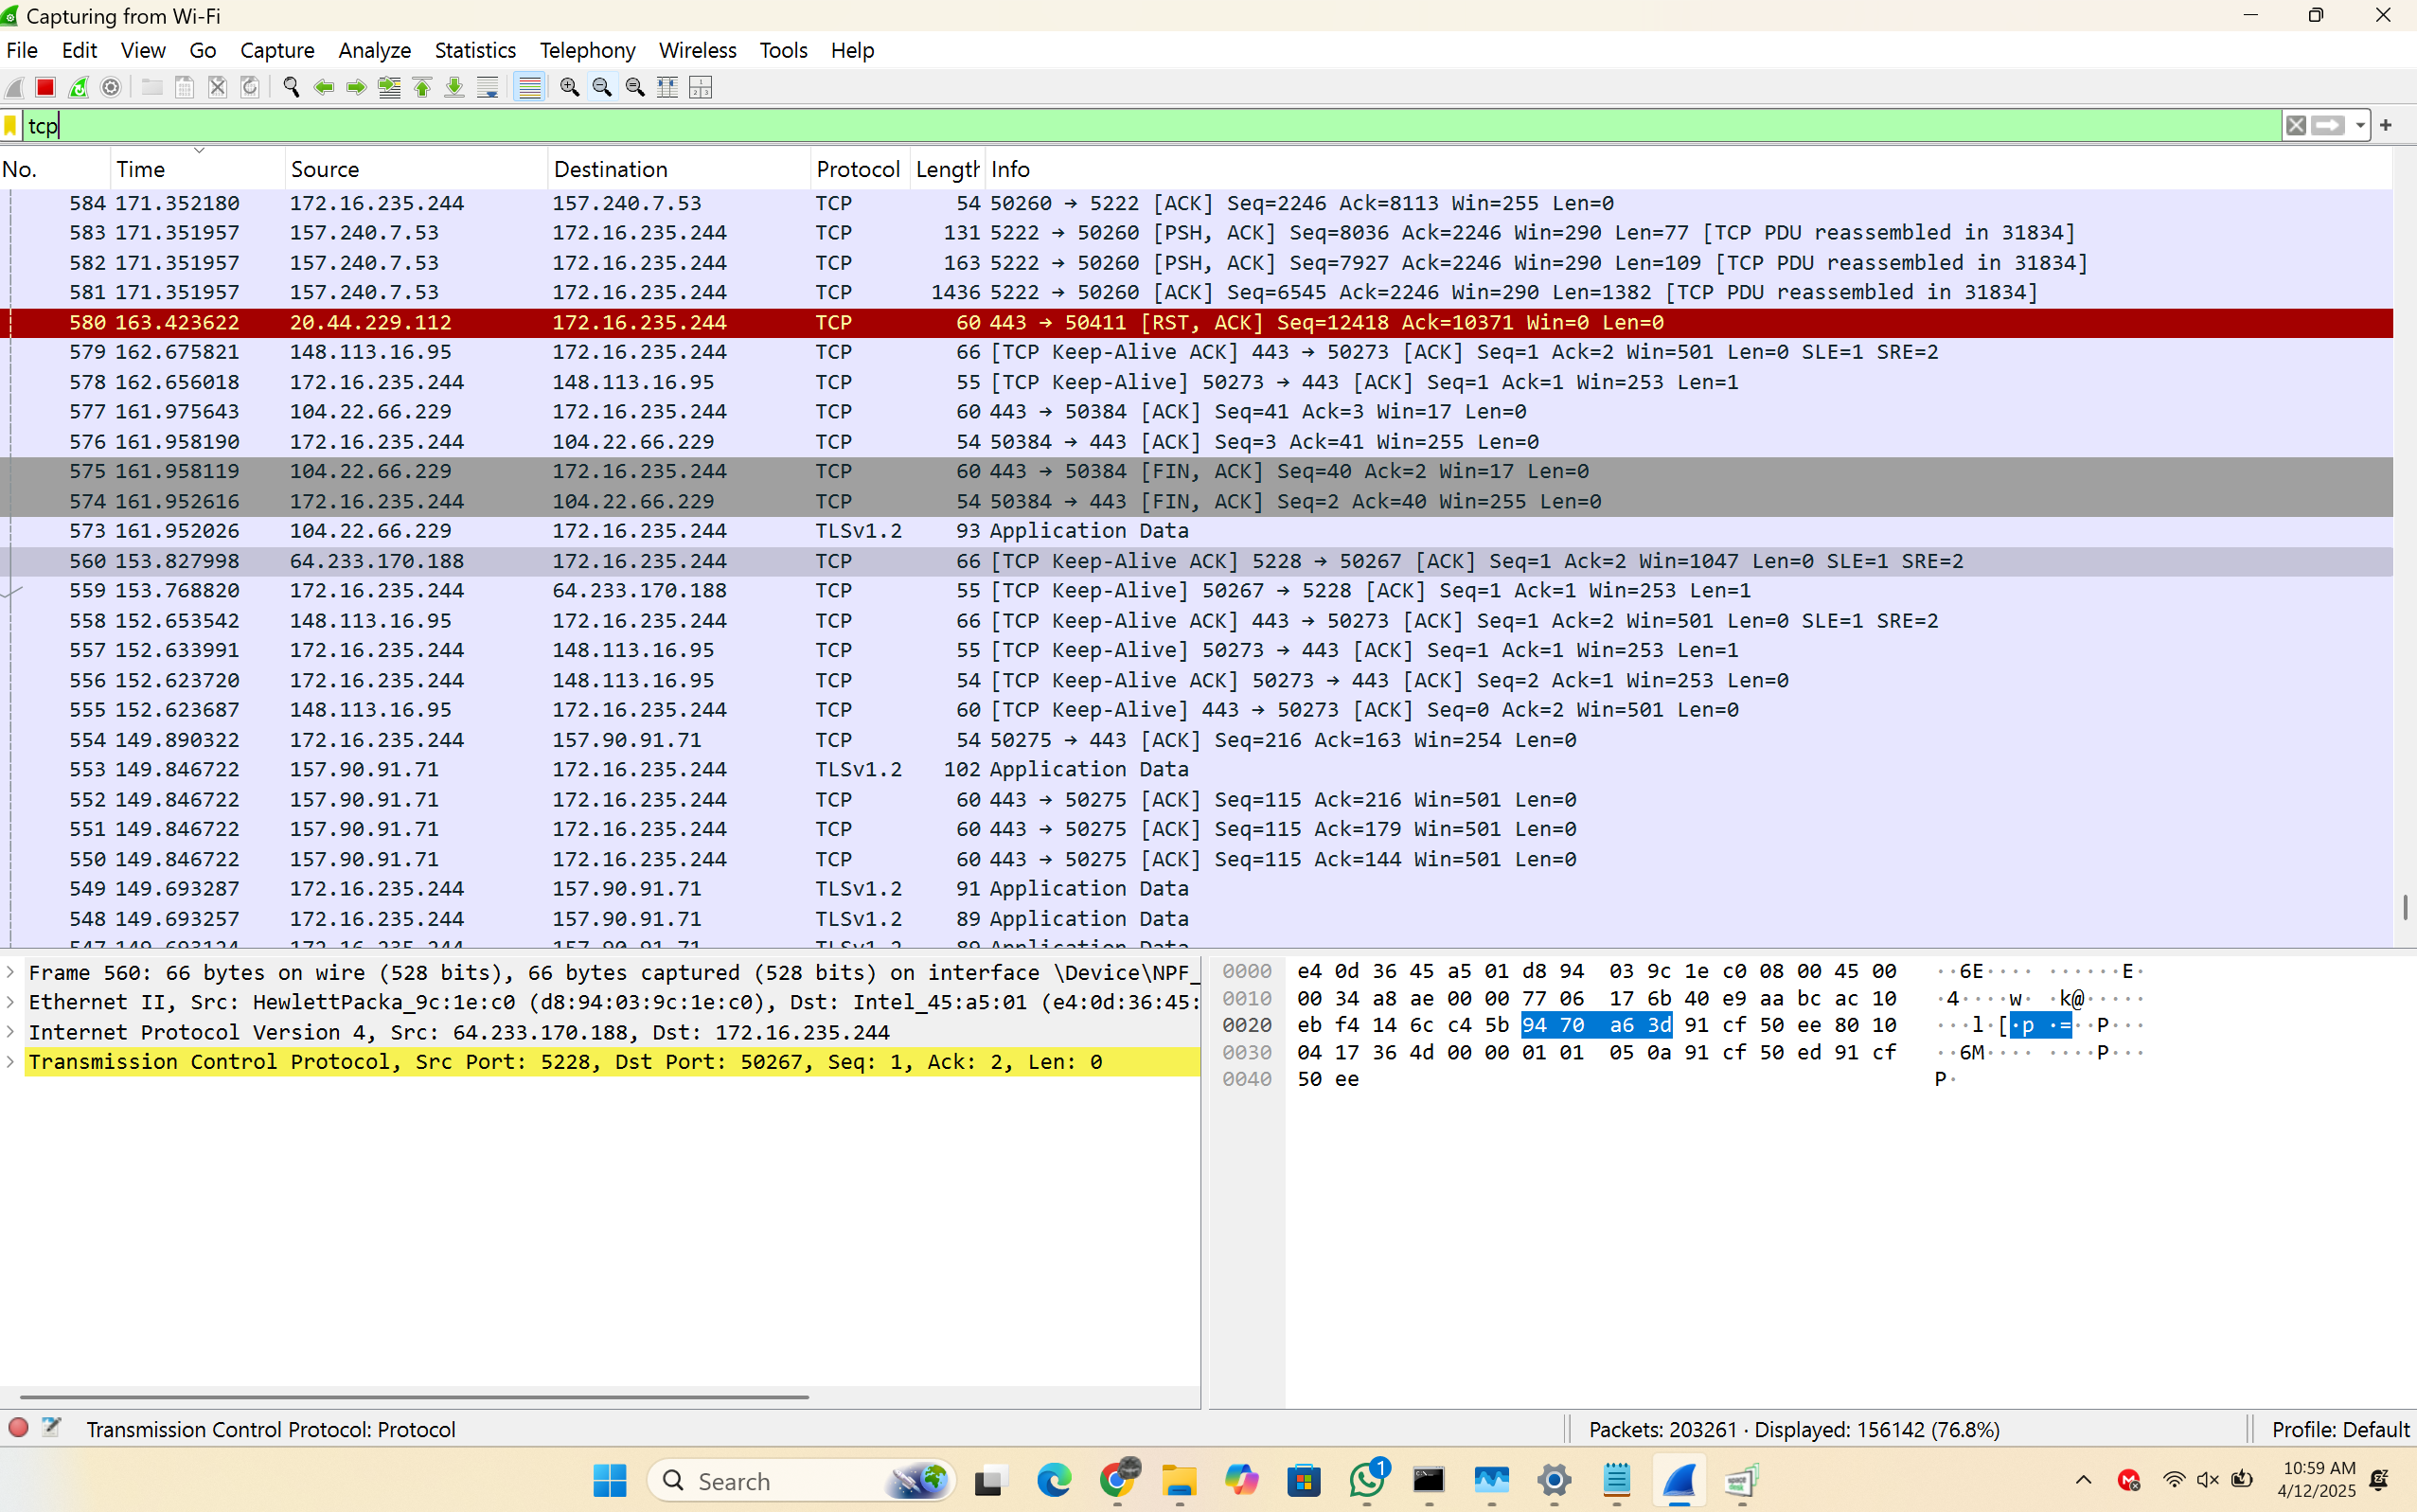 Capturing from Wi-Fi
File Edit View Go Capture Analyze Statistics Telephony Wireless Tools Help
tcp
No. Time Source Destination Protocol Length Info
584 171.352180 172.16.235.244 157.240.7.53 TCP 54 50260 → 5222 [ACK] Seq=2246 Ack=8113 Win=255 Len=0
583 171.351957 157.240.7.53 172.16.235.244 TCP 131 5222 → 50260 [PSH, ACK] Seq=8036 Ack=2246 Win=290 Len=77 [TCP PDU reassembled in 31834]
582 171.351957 157.240.7.53 172.16.235.244 TCP 163 5222 → 50260 [PSH, ACK] Seq=7927 Ack=2246 Win=290 Len=109 [TCP PDU reassembled in 31834]
581 171.351957 157.240.7.53 172.16.235.244 TCP 1436 5222 → 50260 [ACK] Seq=6545 Ack=2246 Win=290 Len=1382 [TCP PDU reassembled in 31834]
580 163.423622 20.44.229.112 172.16.235.244 TCP 60 443 → 50411 [RST, ACK] Seq=12418 Ack=10371 Win=0 Len=0
579 162.675821 148.113.16.95 172.16.235.244 TCP 66 [TCP Keep-Alive ACK] 443 → 50273 [ACK] Seq=1 Ack=2 Win=501 Len=0 SLE=1 SRE=2
578 162.656018 172.16.235.244 148.113.16.95 TCP 55 [TCP Keep-Alive] 50273 → 443 [ACK] Seq=1 Ack=1 Win=253 Len=1
577 161.975643 104.22.66.229 172.16.235.244 TCP 60 443 → 50384 [ACK] Seq=41 Ack=3 Win=17 Len=0
576 161.958190 172.16.235.244 104.22.66.229 TCP 54 50384 → 443 [ACK] Seq=3 Ack=41 Win=255 Len=0
575 161.958119 104.22.66.229 172.16.235.244 TCP 60 443 → 50384 [FIN, ACK] Seq=40 Ack=2 Win=17 Len=0
574 161.952616 172.16.235.244 104.22.66.229 TCP 54 50384 → 443 [FIN, ACK] Seq=2 Ack=40 Win=255 Len=0
573 161.952026 104.22.66.229 172.16.235.244 TLSv1.2 93 Application Data
560 153.827998 64.233.170.188 172.16.235.244 TCP 66 [TCP Keep-Alive ACK] 5228 → 50267 [ACK] Seq=1 Ack=2 Win=1047 Len=0 SLE=1 SRE=2
559 153.768820 172.16.235.244 64.233.170.188 TCP 55 [TCP Keep-Alive] 50267 → 5228 [ACK] Seq=1 Ack=1 Win=253 Len=1
558 152.653542 148.113.16.95 172.16.235.244 TCP 66 [TCP Keep-Alive ACK] 443 → 50273 [ACK] Seq=1 Ack=2 Win=501 Len=0 SLE=1 SRE=2
557 152.633991 172.16.235.244 148.113.16.95 TCP 55 [TCP Keep-Alive] 50273 → 443 [ACK] Seq=1 Ack=1 Win=253 Len=1
556 152.623720 172.16.235.244 148.113.16.95 TCP 54 [TCP Keep-Alive ACK] 50273 → 443 [ACK] Seq=2 Ack=1 Win=253 Len=0
555 152.623687 148.113.16.95 172.16.235.244 TCP 60 [TCP Keep-Alive] 443 → 50273 [ACK] Seq=0 Ack=2 Win=501 Len=0
554 149.890322 172.16.235.244 157.90.91.71 TCP 54 50275 → 443 [ACK] Seq=216 Ack=163 Win=254 Len=0
553 149.846722 157.90.91.71 172.16.235.244 TLSv1.2 102 Application Data
552 149.846722 157.90.91.71 172.16.235.244 TCP 60 443 → 50275 [ACK] Seq=115 Ack=216 Win=501 Len=0
551 149.846722 157.90.91.71 172.16.235.244 TCP 60 443 → 50275 [ACK] Seq=115 Ack=179 Win=501 Len=0
550 149.846722 157.90.91.71 172.16.235.244 TCP 60 443 → 50275 [ACK] Seq=115 Ack=144 Win=501 Len=0
549 149.693287 172.16.235.244 157.90.91.71 TLSv1.2 91 Application Data
548 149.693257 172.16.235.244 157.90.91.71 TLSv1.2 89 Application Data
547 149.693124 172.16.235.244 157.90.91.71 TLSv1.2 89 Application Data
Frame 560: 66 bytes on wire (528 bits), 66 bytes captured (528 bits) on interface \Device\NPF_
Ethernet II, Src: HewlettPacka_9c:1e:c0 (d8:94:03:9c:1e:c0), Dst: Intel_45:a5:01 (e4:0d:36:45:
Internet Protocol Version 4, Src: 64.233.170.188, Dst: 172.16.235.244
Transmission Control Protocol, Src Port: 5228, Dst Port: 50267, Seq: 1, Ack: 2, Len: 0
0000 e4 0d 36 45 a5 01 d8 94 03 9c 1e c0 08 00 45 00 ··6E···· ······E·
0010 00 34 a8 ae 00 00 77 06 17 6b 40 e9 aa bc ac 10 ·4····w· ·k@·····
0020 eb f4 14 6c c4 5b 94 70 a6 3d 91 cf 50 ee 80 10 ···l·[·p ·=··P···
0030 04 17 36 4d 00 00 01 01 05 0a 91 cf 50 ed 91 cf ··6M···· ····P···
0040 50 ee P·
Transmission Control Protocol: Protocol
Packets: 203261 · Displayed: 156142 (76.8%)
Profile: Default
Search
1
10:59 AM
4/12/2025